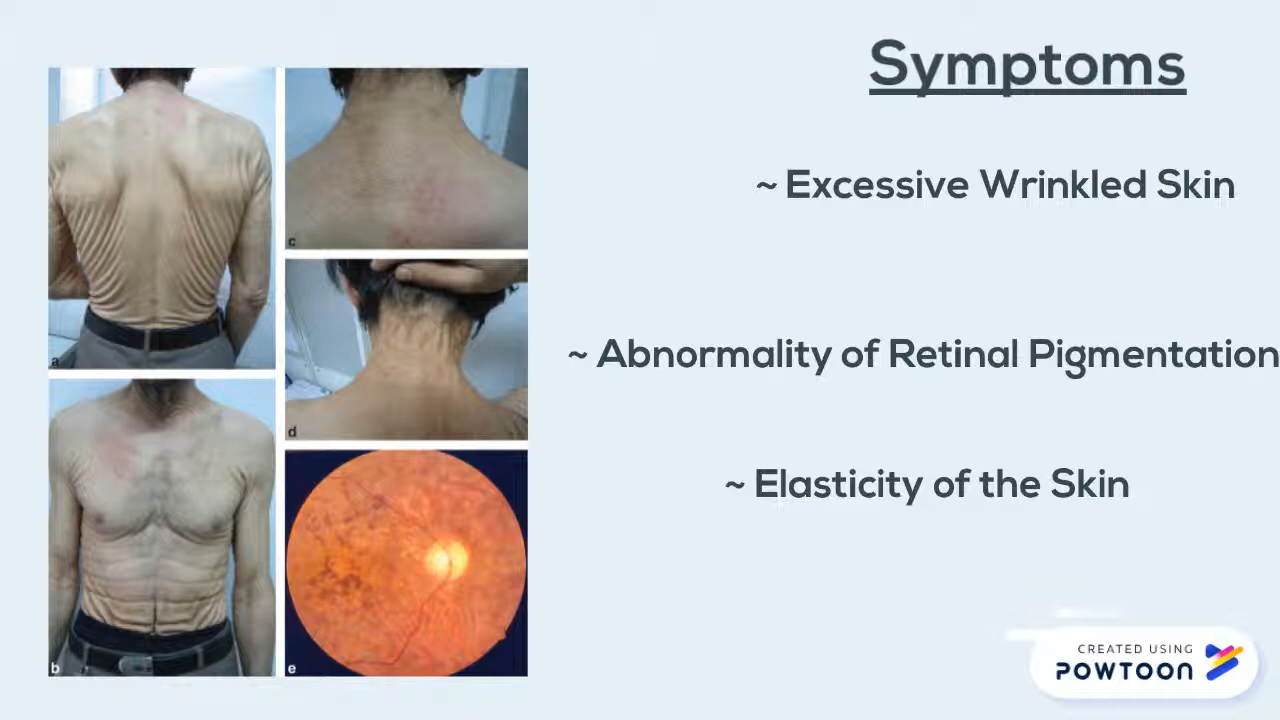 Symptoms
~ Excessive Wrinkled Skin
~ Abnormality of Retinal Pigmentation
~ Elasticity of the Skin
a
b
c
d
e
CREATED USING
POWTOON